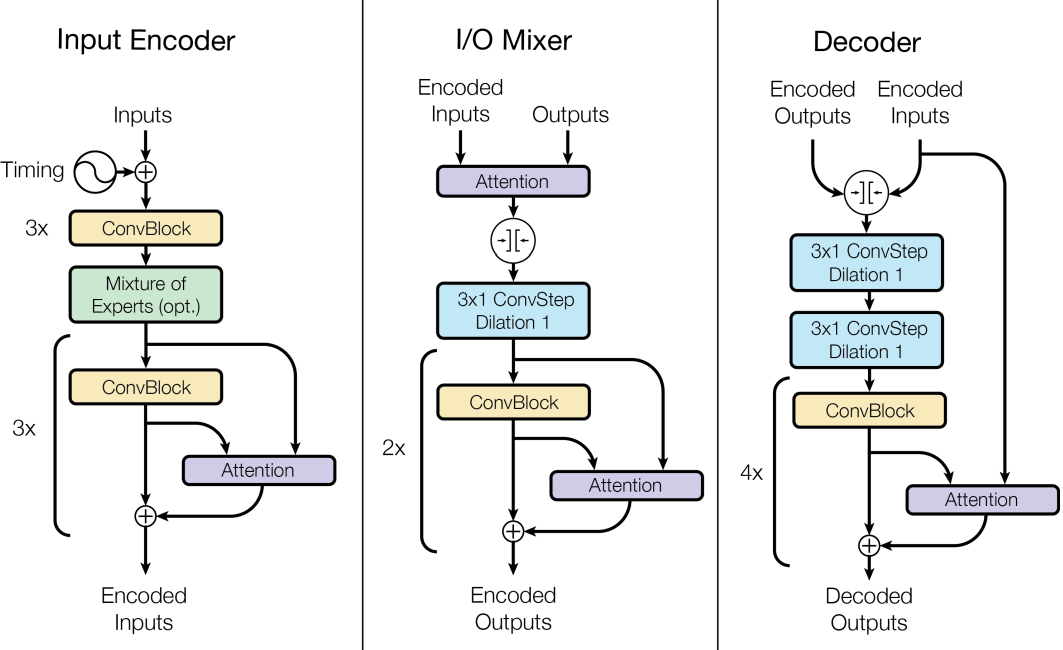 Input Encoder
Inputs
Timing
3x
ConvBlock
Mixture of
Experts (opt.)
3x
ConvBlock
Attention
Encoded
Inputs
I/O Mixer
Encoded
Inputs
Outputs
Attention
3x1 ConvStep
Dilation 1
2x
ConvBlock
Attention
Encoded
Outputs
Decoder
Encoded
Outputs
Encoded
Inputs
3x1 ConvStep
Dilation 1
3x1 ConvStep
Dilation 1
4x
ConvBlock
Attention
Decoded
Outputs